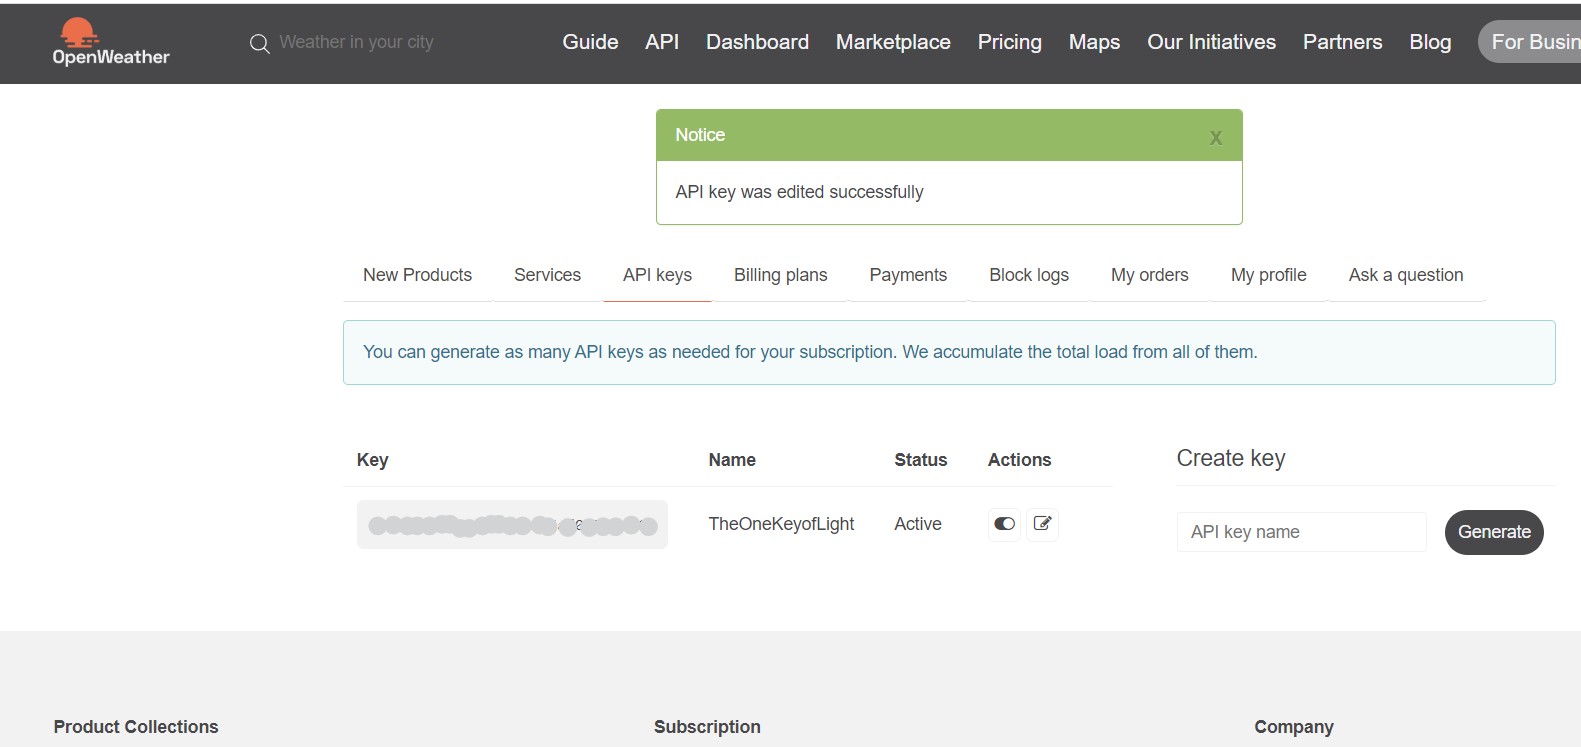 OpenWeather
Weather in your city
Guide API Dashboard Marketplace Pricing Maps Our Initiatives Partners Blog For Busin
Notice x
API key was edited successfully
New Products Services API keys Billing plans Payments Block logs My orders My profile Ask a question
You can generate as many API keys as needed for your subscription. We accumulate the total load from all of them.
Key Name Status Actions
TheOneKeyofLight Active
Create key
API key name Generate
Product Collections Subscription Company